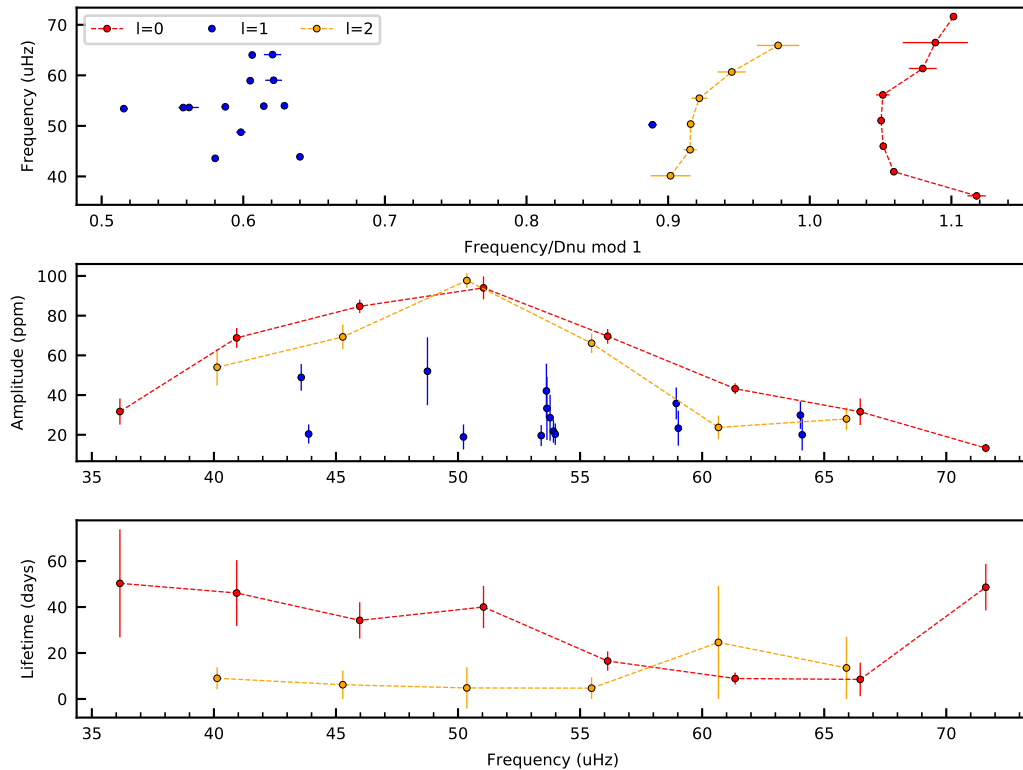 l=0 l=1 l=2
Frequency (uHz)
70
60
50
40
0.5 0.6 0.7 0.8 0.9 1.0 1.1
Frequency/Dnu mod 1
Amplitude (ppm)
100
80
60
40
20
35 40 45 50 55 60 65 70
Lifetime (days)
60
40
20
0
35 40 45 50 55 60 65 70
Frequency (uHz)